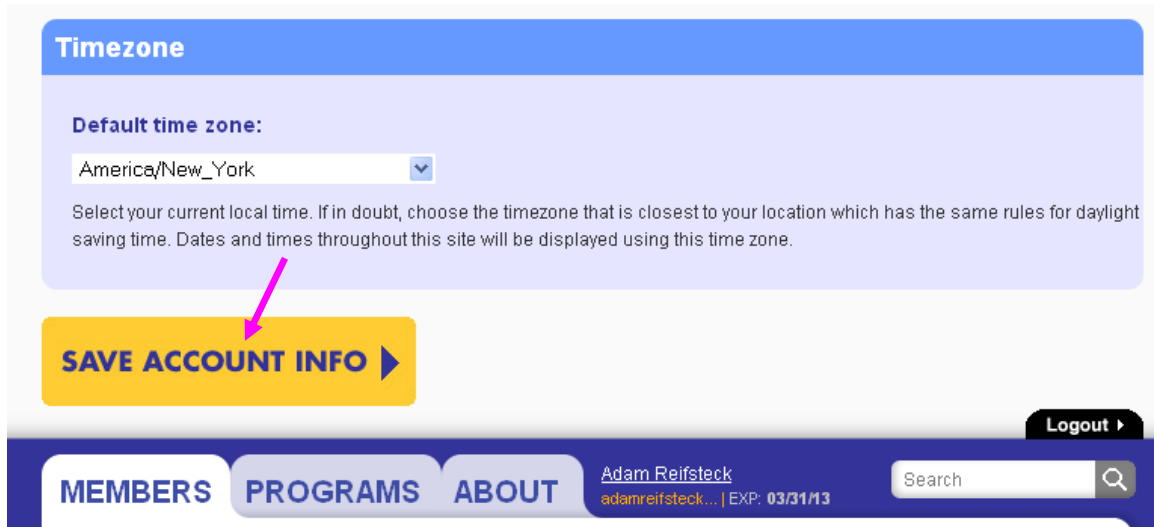 Timezone
Default time zone:
America/New_York
Select your current local time. If in doubt, choose the timezone that is closest to your location which has the same rules for daylight
saving time. Dates and times throughout this site will be displayed using this time zone.
SAVE ACCOUNT INFO
Logout
MEMBERS PROGRAMS ABOUT Adam Reifsteck Search
adamreifsteck... | EXP: 03/31/13